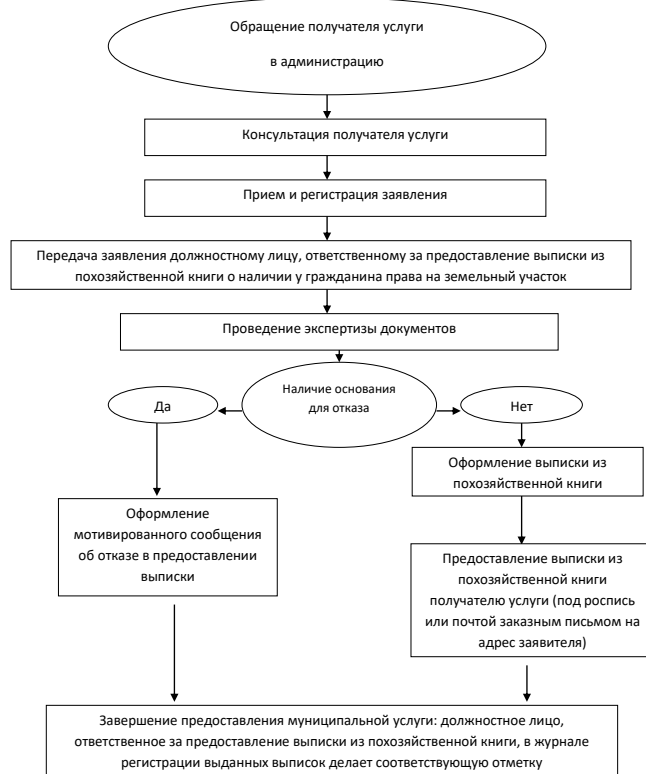 Обращение получателя услуги
в администрацию
Консультация получателя услуги
Прием и регистрация заявления
Передача заявления должностному лицу, ответственному за предоставление выписки из
похозяйственной книги о наличии у гражданина права на земельный участок
Проведение экспертизы документов
Наличие основания
для отказа
Да
Нет
Оформление выписки из
похозяйственной книги
Оформление
мотивированного сообщения
об отказе в предоставлении
выписки
Предоставление выписки из
похозяйственной книги
получателю услуги (под роспись
или почтой заказным письмом на
адрес заявителя)
Завершение предоставления муниципальной услуги: должностное лицо,
ответственное за предоставление выписки из похозяйственной книги, в журнале
регистрации выданных выписок делает соответствующую отметку